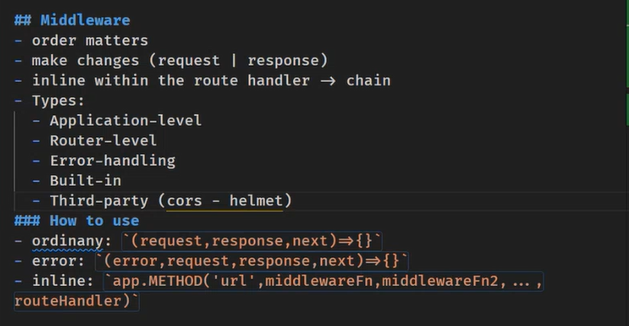 ## Middleware
- order matters
- make changes (request | response)
- inline within the route handler -> chain
- Types:
- Application-level
- Router-level
- Error-handling
- Built-in
- Third-party (cors - helmet)
### How to use
- ordinany: `(request,response,next)=>{}`
- error: `(error,request,response,next)=>{}`
- inline: `app.METHOD('url',middlewareFn,middlewareFn2,...,
routeHandler)`